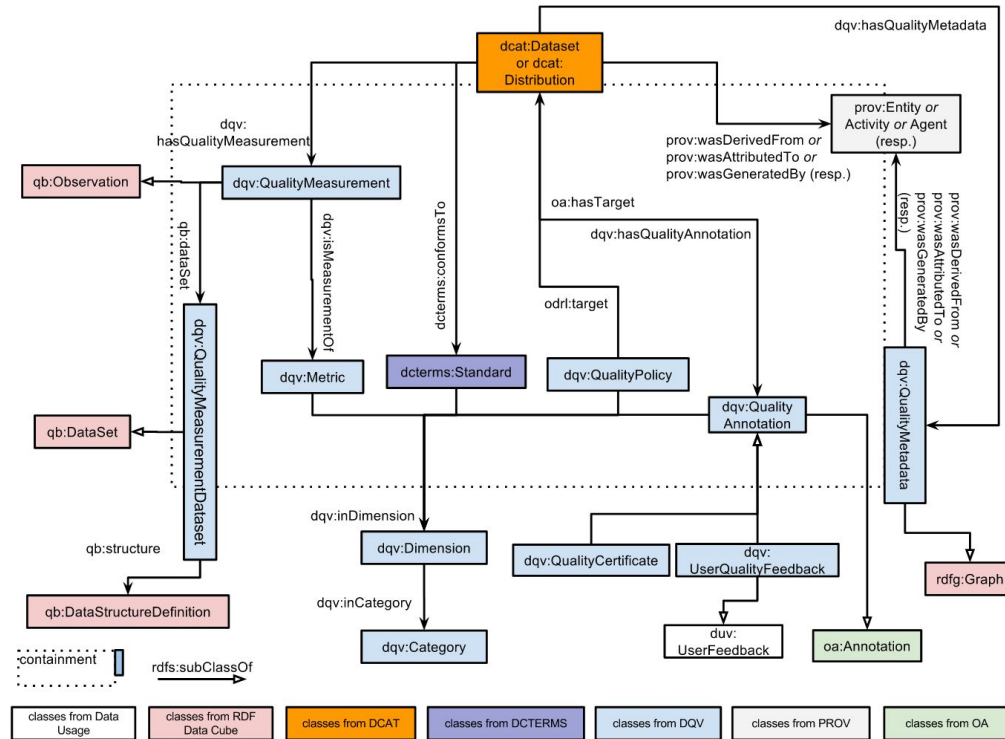 dqv:hasQualityMetadata
dcat:Dataset
or dcat:
Distribution
prov:Entity or
Activity or Agent
(resp.)
dqv:
hasQualityMeasurement
prov:wasDerivedFrom or
prov:wasAttributedTo or
prov:wasGeneratedBy (resp.)
qb:Observation
dqv:QualityMeasurement
oa:hasTarget
dqv:hasQualityAnnotation
prov:wasDerivedFrom or
prov:wasAttributedTo or
prov:wasGeneratedBy
(resp.)
qb:dataSet
dqv:isMeasurementOf
dcterms:conformsTo
odrl:target
dqv:QualityMeasurementDataset
dqv:Metric
dcterms:Standard
dqv:QualityPolicy
dqv:QualityMetadata
dqv:Quality
Annotation
qb:DataSet
dqv:inDimension
qb:structure
dqv:Dimension
dqv:QualityCertificate
dqv:
UserQualityFeedback
rdfg:Graph
qb:DataStructureDefinition
dqv:inCategory
dqv:Category
duv:
UserFeedback
oa:Annotation
containment
rdfs:subClassOf
classes from Data
Usage
classes from RDF
Data Cube
classes from DCAT
classes from DCTERMS
classes from DQV
classes from PROV
classes from OA